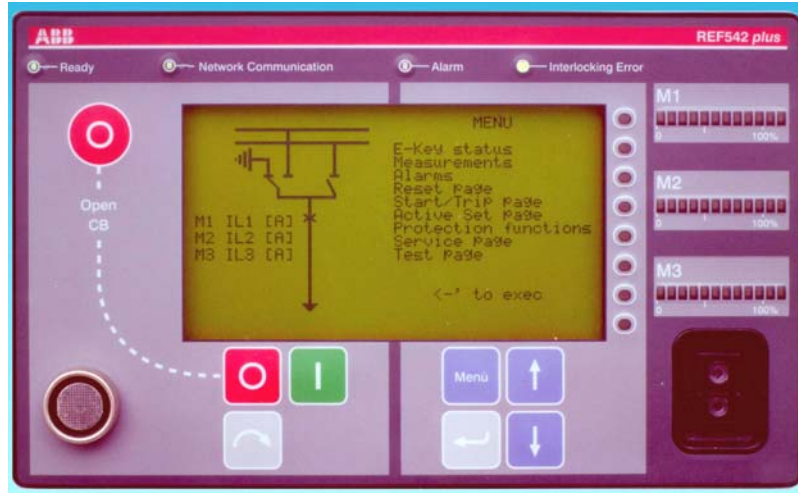 ABB
REF542 plus
Ready
Network Communication
Alarm
Interlocking Error
M1
0 100%
M2
0 100%
M3
0 100%
Open
CB
M1 IL1 [A]
M2 IL2 [A]
M3 IL3 [A]
MENU
E-Key status
Measurements
Alarms
Reset page
Start/Trip page
Active Set page
Protection functions
Service page
Test page
<-' to exec
Menù